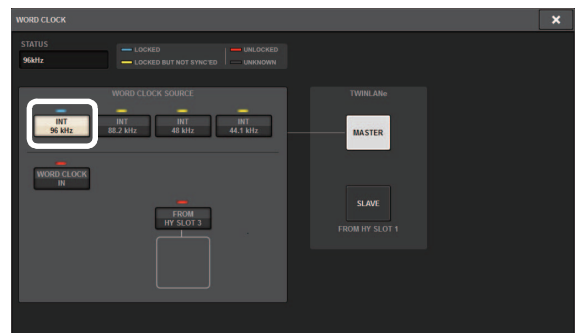 WORD CLOCK
STATUS
96kHz
LOCKED
UNLOCKED
LOCKED BUT NOT SYNC'ED
UNKNOWN
WORD CLOCK SOURCE
INT
96 kHz
INT
88.2 kHz
INT
48 kHz
INT
44.1 kHz
WORD CLOCK
IN
FROM
HY SLOT 3
TWINLANe
MASTER
SLAVE
FROM HY SLOT 1